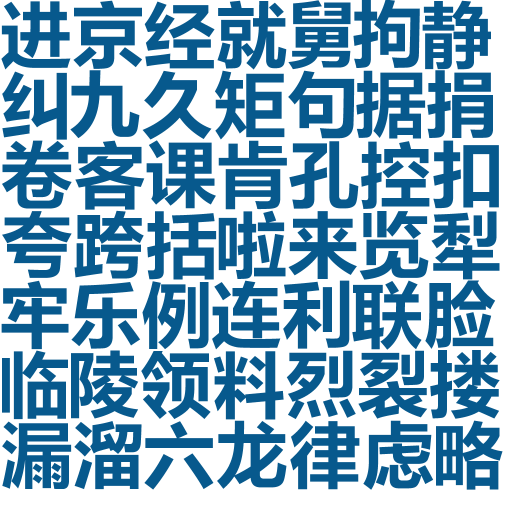 进京经就舅拘静
纠九久矩句据捐
卷客课肯孔控扣
夸跨括啦来览犁
牢乐例连利联脸
临陵领料烈裂搂
漏溜六龙律虑略